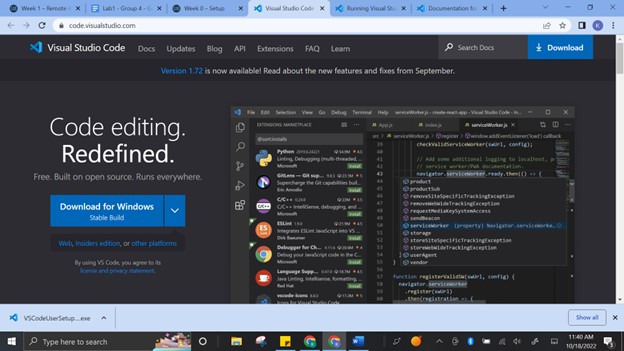 Week 1 – Remote
Lab1 - Group 4 - G
Week 0 – Setup
Visual Studio Code
Running Visual Stu
Documentation fo
code.visualstudio.com
K
Visual Studio Code Docs Updates Blog API Extensions FAQ Learn Search Docs Download
Version 1.72 is now available! Read about the new features and fixes from September.
Code editing.
Redefined.
Free. Built on open source. Runs everywhere.
Download for Windows
Stable Build
Web, Insiders edition, or other platforms
By using VS Code, you agree to its
license and privacy statement.
File Edit Selection View Go Debug Terminal Help serviceWorker.js - create-react-app - Visual Studio Code - In...
EXTENSIONS: MARKETPLACE
@sort:installs
Python
Linting, Debugging (multi-threaded,
Microsoft
Install
GitLens — Git sup...
Supercharge the Git capabilities buil
Eric Amodio
Install
C/C++
C/C++ IntelliSense, debugging, and
Microsoft
Install
ESLint
Integrates ESLint JavaScript into VS
Dirk Baeumer
Install
Debugger for Ch...
Debug your JavaScript code in the
Microsoft
Install
Language Supp...
Java Linting, Intellisense, formatting,
Red Hat
Install
vscode-icons
Icons for Visual Studio Code
App.js index.js serviceWorker.js
checkValidServiceWorker(swUrl, config);
// Add some additional logging to localhost, p
// service worker/PWA documentation.
navigator.serviceWorker.ready.then(() => {
product
productSub
removeSiteSpecificTrackingException
removeWebWideTrackingException
requestMediaKeySystemAccess
sendBeacon
serviceWorker (property) Navigator.serviceWorke...
storage
storeSiteSpecificTrackingException
storeWebWideTrackingException
userAgent
vendor
function registerValidSW(swUrl, config) {
navigator.serviceWorker
.register(swUrl)
.then(registration => {
VSCodeUserSetup....exe
Show all
Type here to search
11:40 AM
10/18/2022
3